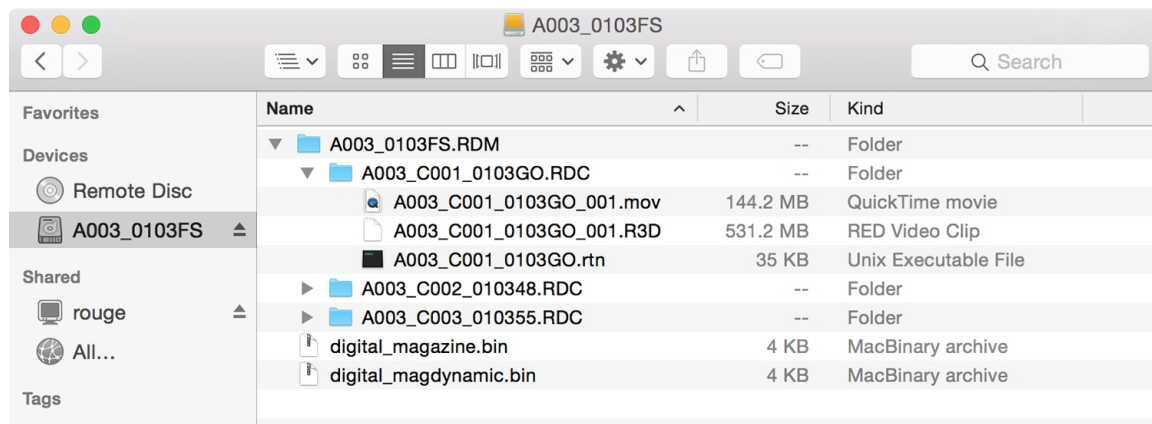 A003_0103FS
Search
Favorites
Devices
Remote Disc
A003_0103FS
Shared
rouge
All...
Tags
Name Size Kind
A003_0103FS.RDM -- Folder
A003_C001_0103GO.RDC -- Folder
A003_C001_0103GO_001.mov 144.2 MB QuickTime movie
A003_C001_0103GO_001.R3D 531.2 MB RED Video Clip
A003_C001_0103GO.rtn 35 KB Unix Executable File
A003_C002_010348.RDC -- Folder
A003_C003_010355.RDC -- Folder
digital_magazine.bin 4 KB MacBinary archive
digital_magdynamic.bin 4 KB MacBinary archive